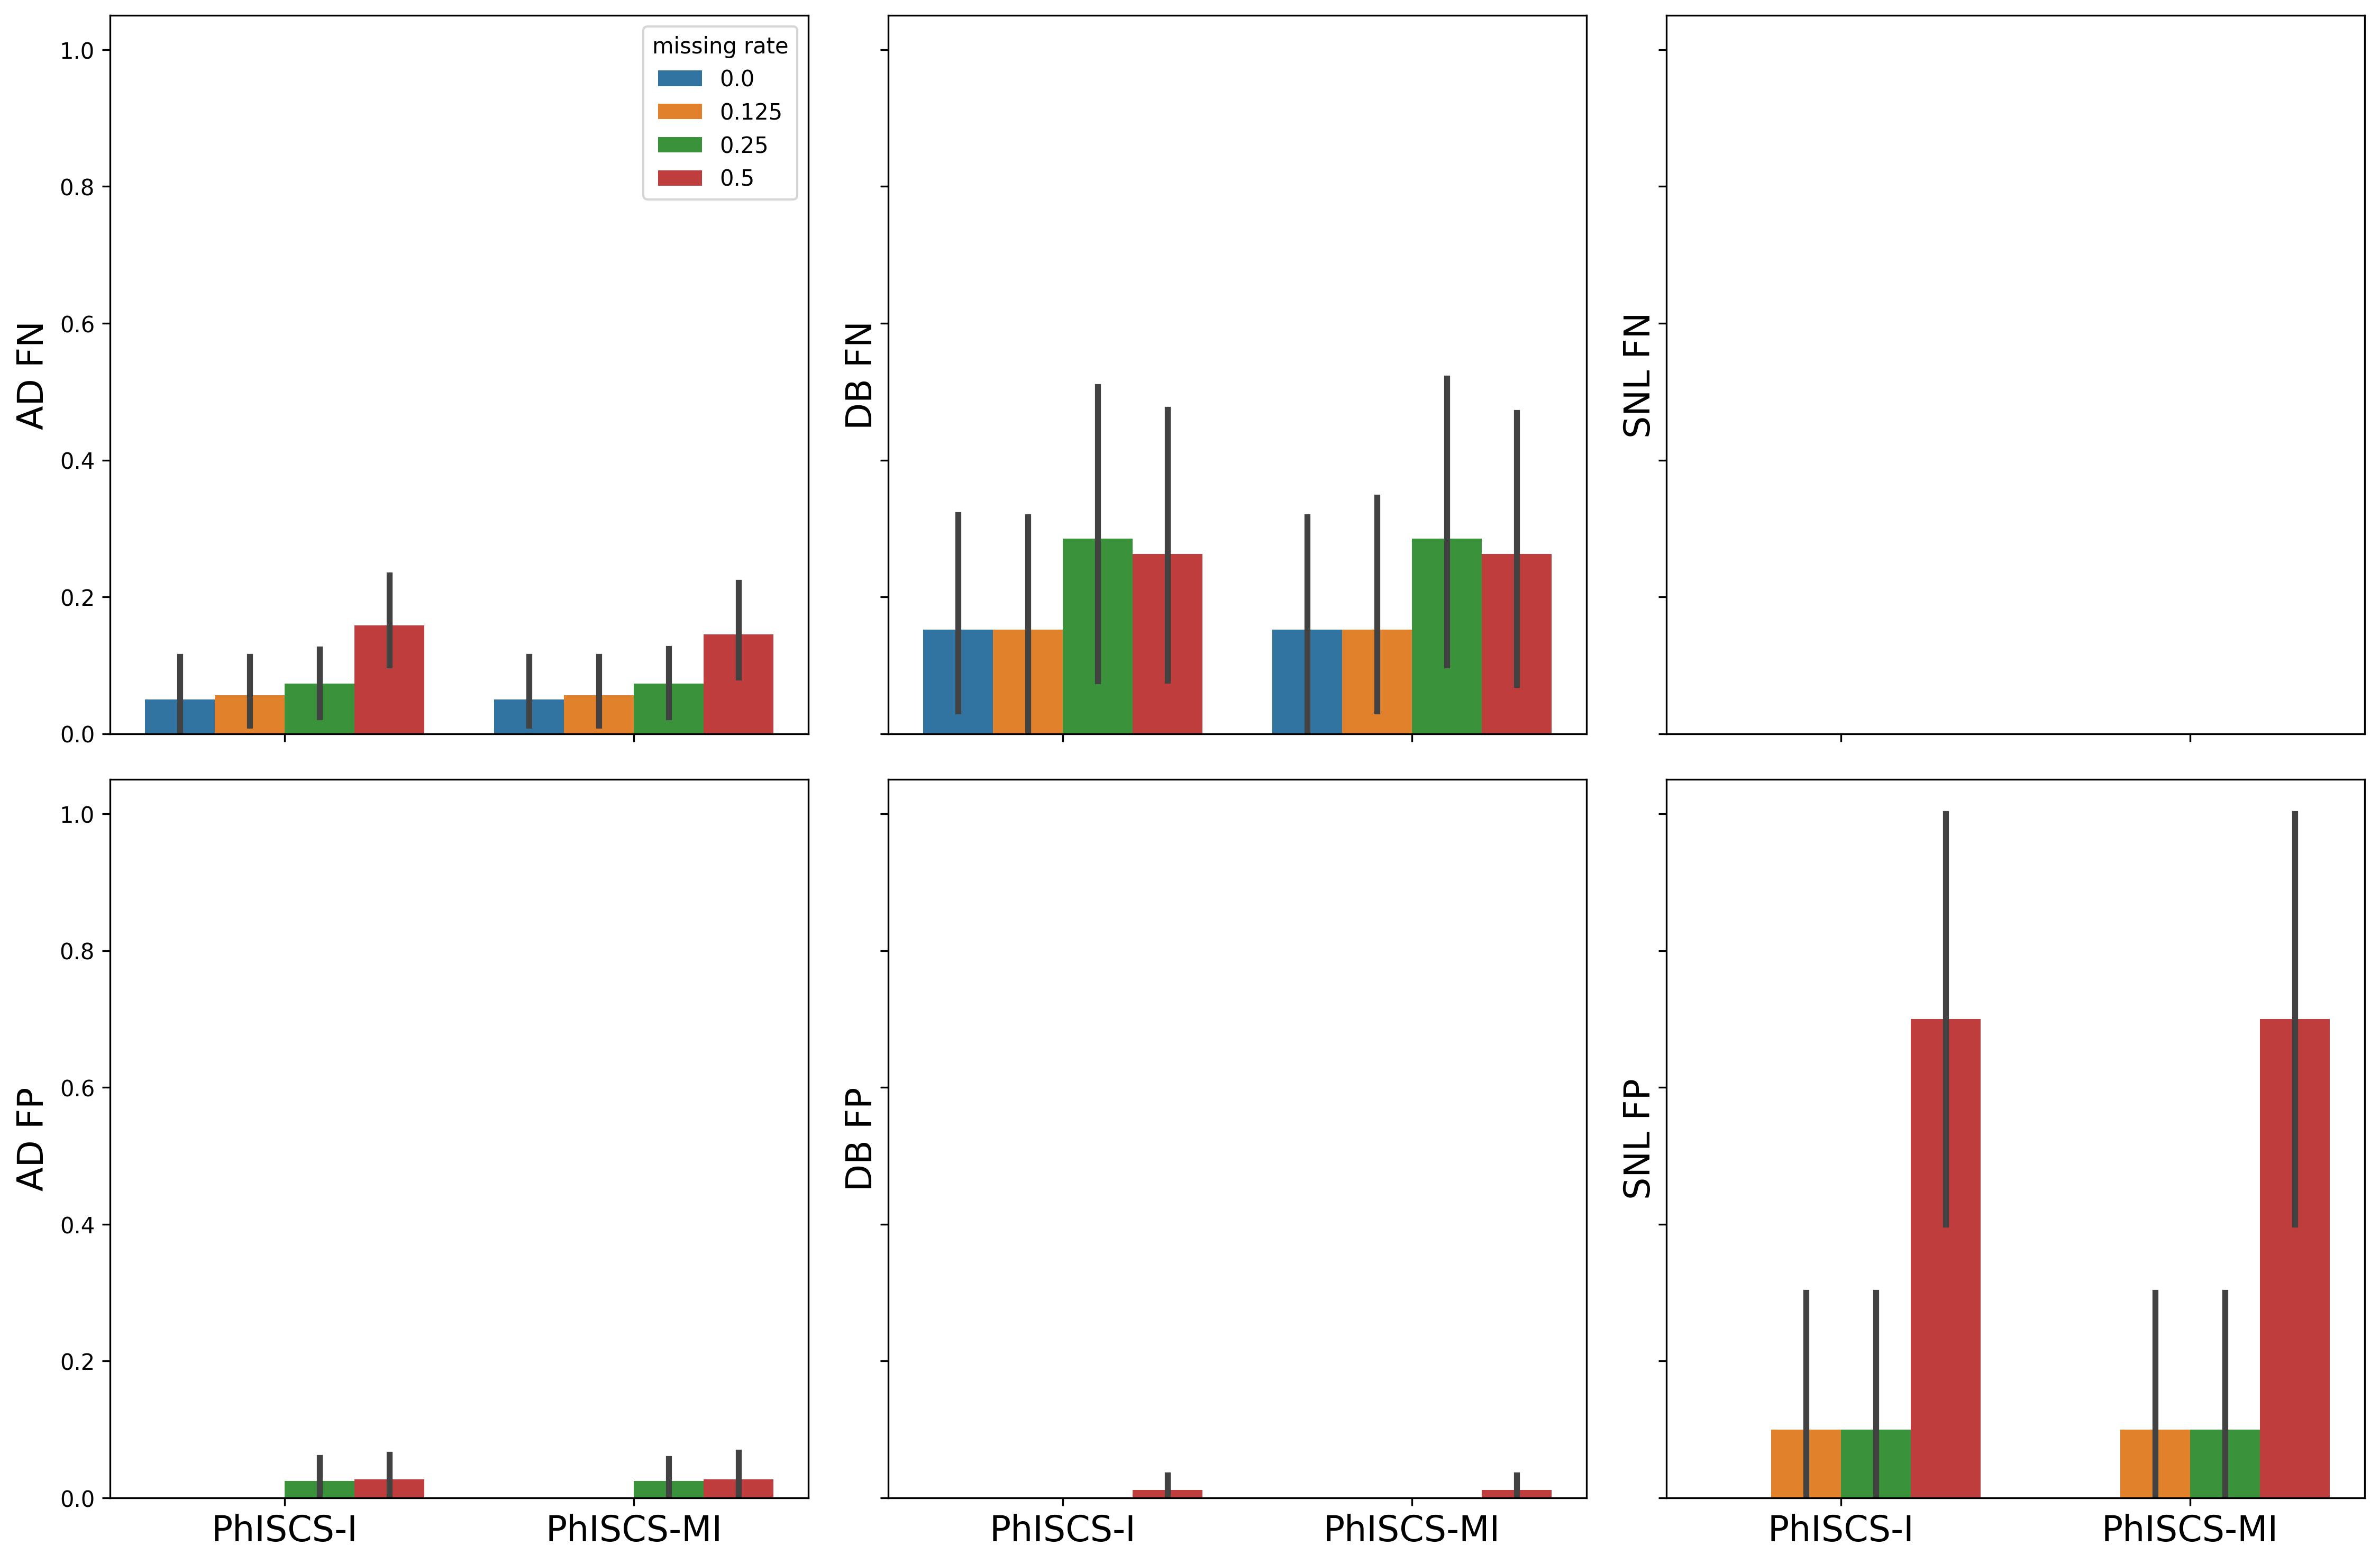 AD FN
1.0
0.8
0.6
0.4
0.2
0.0
missing rate
0.0
0.125
0.25
0.5
DB FN
SNL FN
AD FP
1.0
0.8
0.6
0.4
0.2
0.0
PhISCS-I
PhISCS-MI
DB FP
PhISCS-I
PhISCS-MI
SNL FP
PhISCS-I
PhISCS-MI